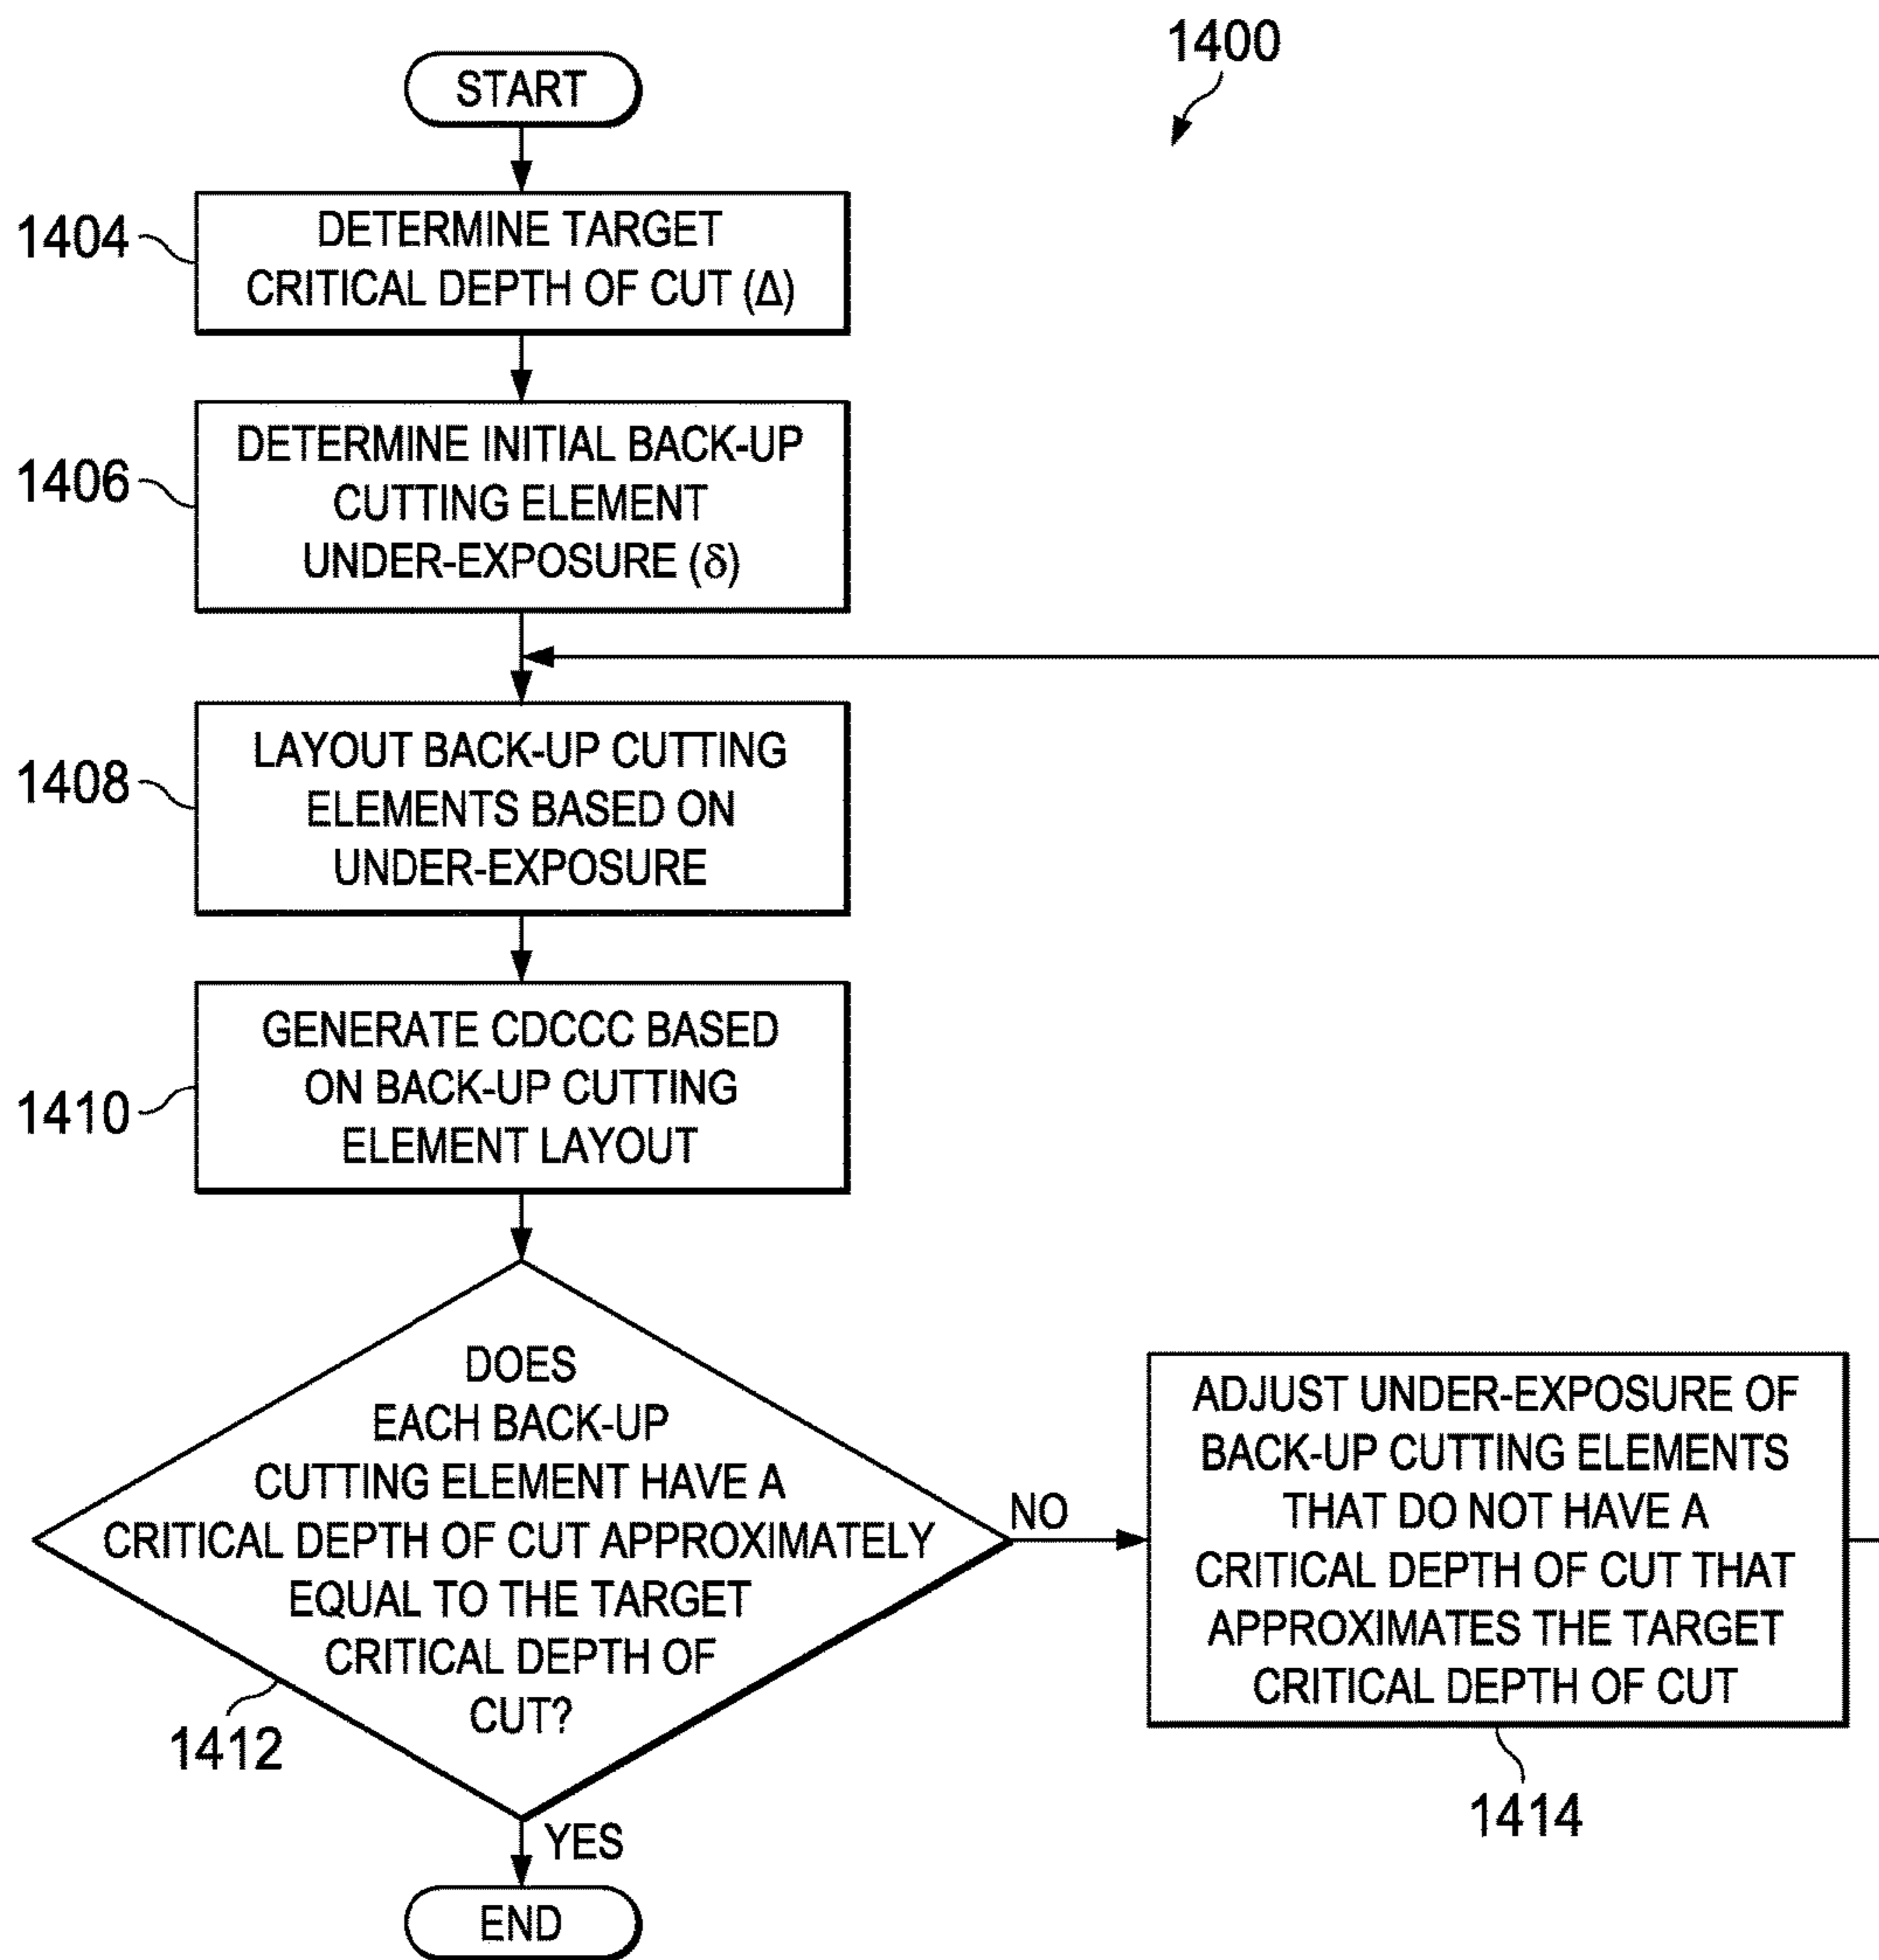 1400
START
1404
DETERMINE TARGET
CRITICAL DEPTH OF CUT (Δ)
1406
DETERMINE INITIAL BACK-UP
CUTTING ELEMENT
UNDER-EXPOSURE (δ)
1408
LAYOUT BACK-UP CUTTING
ELEMENTS BASED ON
UNDER-EXPOSURE
1410
GENERATE CDCCC BASED
ON BACK-UP CUTTING
ELEMENT LAYOUT
DOES
EACH BACK-UP
CUTTING ELEMENT HAVE A
CRITICAL DEPTH OF CUT APPROXIMATELY
EQUAL TO THE TARGET
CRITICAL DEPTH OF
CUT?
1412
NO
ADJUST UNDER-EXPOSURE OF
BACK-UP CUTTING ELEMENTS
THAT DO NOT HAVE A
CRITICAL DEPTH OF CUT THAT
APPROXIMATES THE TARGET
CRITICAL DEPTH OF CUT
1414
YES
END